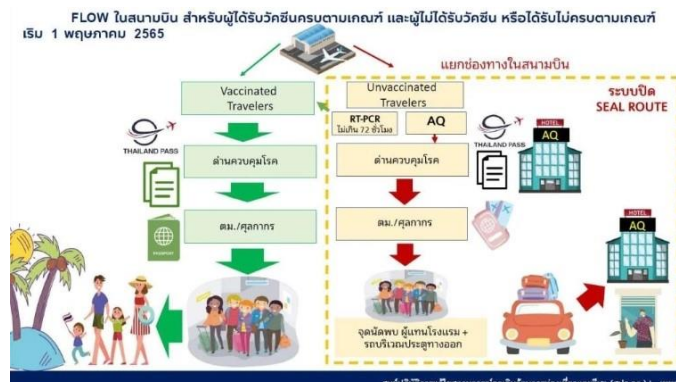 FLOW ในสนามบิน สำหรับผู้ได้รับวัคซีนครบตามเกณฑ์ และผู้ไม่ได้รับวัคซีน หรือได้รับไม่ครบตามเกณฑ์
เริ่ม 1 พฤษภาคม 2565
แยกช่องทางในสนามบิน
Vaccinated
Travelers
Unvaccinated
Travelers
ระบบปิด
SEAL ROUTE
RT-PCR
ไม่เกิน 72 ชั่วโมง
AQ
THAILAND PASS
THAILAND PASS
HOTEL
AQ
ด่านควบคุมโรค
ด่านควบคุมโรค
PASSPORT
ตม./ศุลกากร
ตม./ศุลกากร
HOTEL
AQ
จุดนัดพบ ผู้แทนโรงแรม +
รถบริเวณประตูทางออก